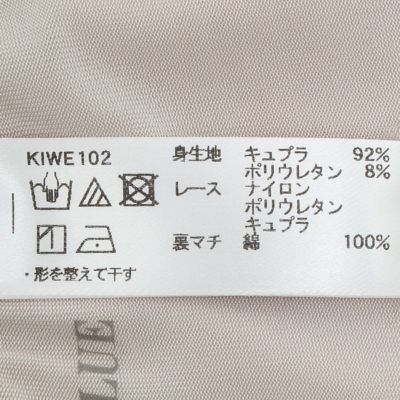 KIWE102
身生地 キュプラ 92%
ポリウレタン 8%
レース ナイロン
ポリウレタン
キュプラ
裏マチ 綿 100%
・形を整えて干す
LUE